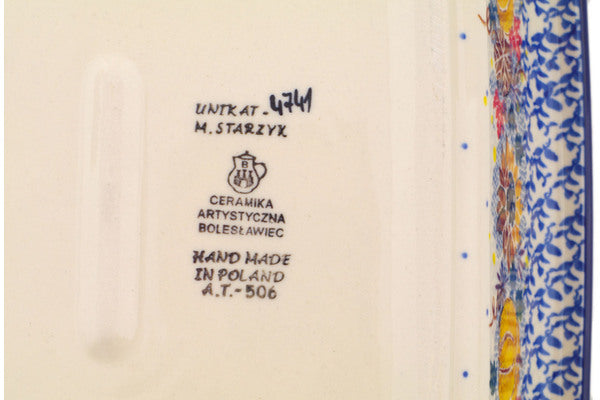 UNIKAT-4741
M. STARZYK
B
CERAMIKA
ARTYSTYCZNA
BOLESŁAWIEC
HAND MADE
IN POLAND
A.T.-506